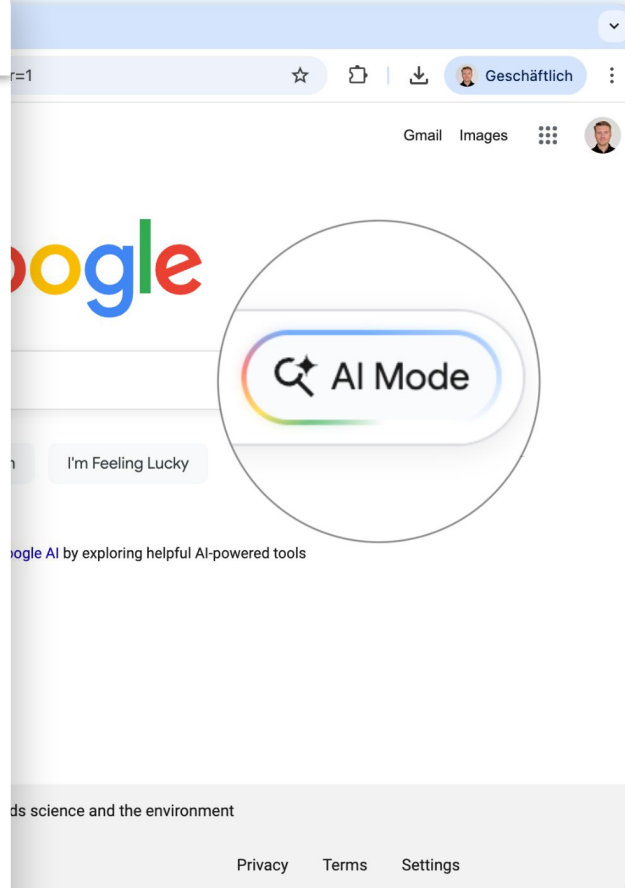 r=1
Geschäftlich
Gmail Images
ogle
AI Mode
I'm Feeling Lucky
oogle AI by exploring helpful AI-powered tools
ds science and the environment
Privacy Terms Settings